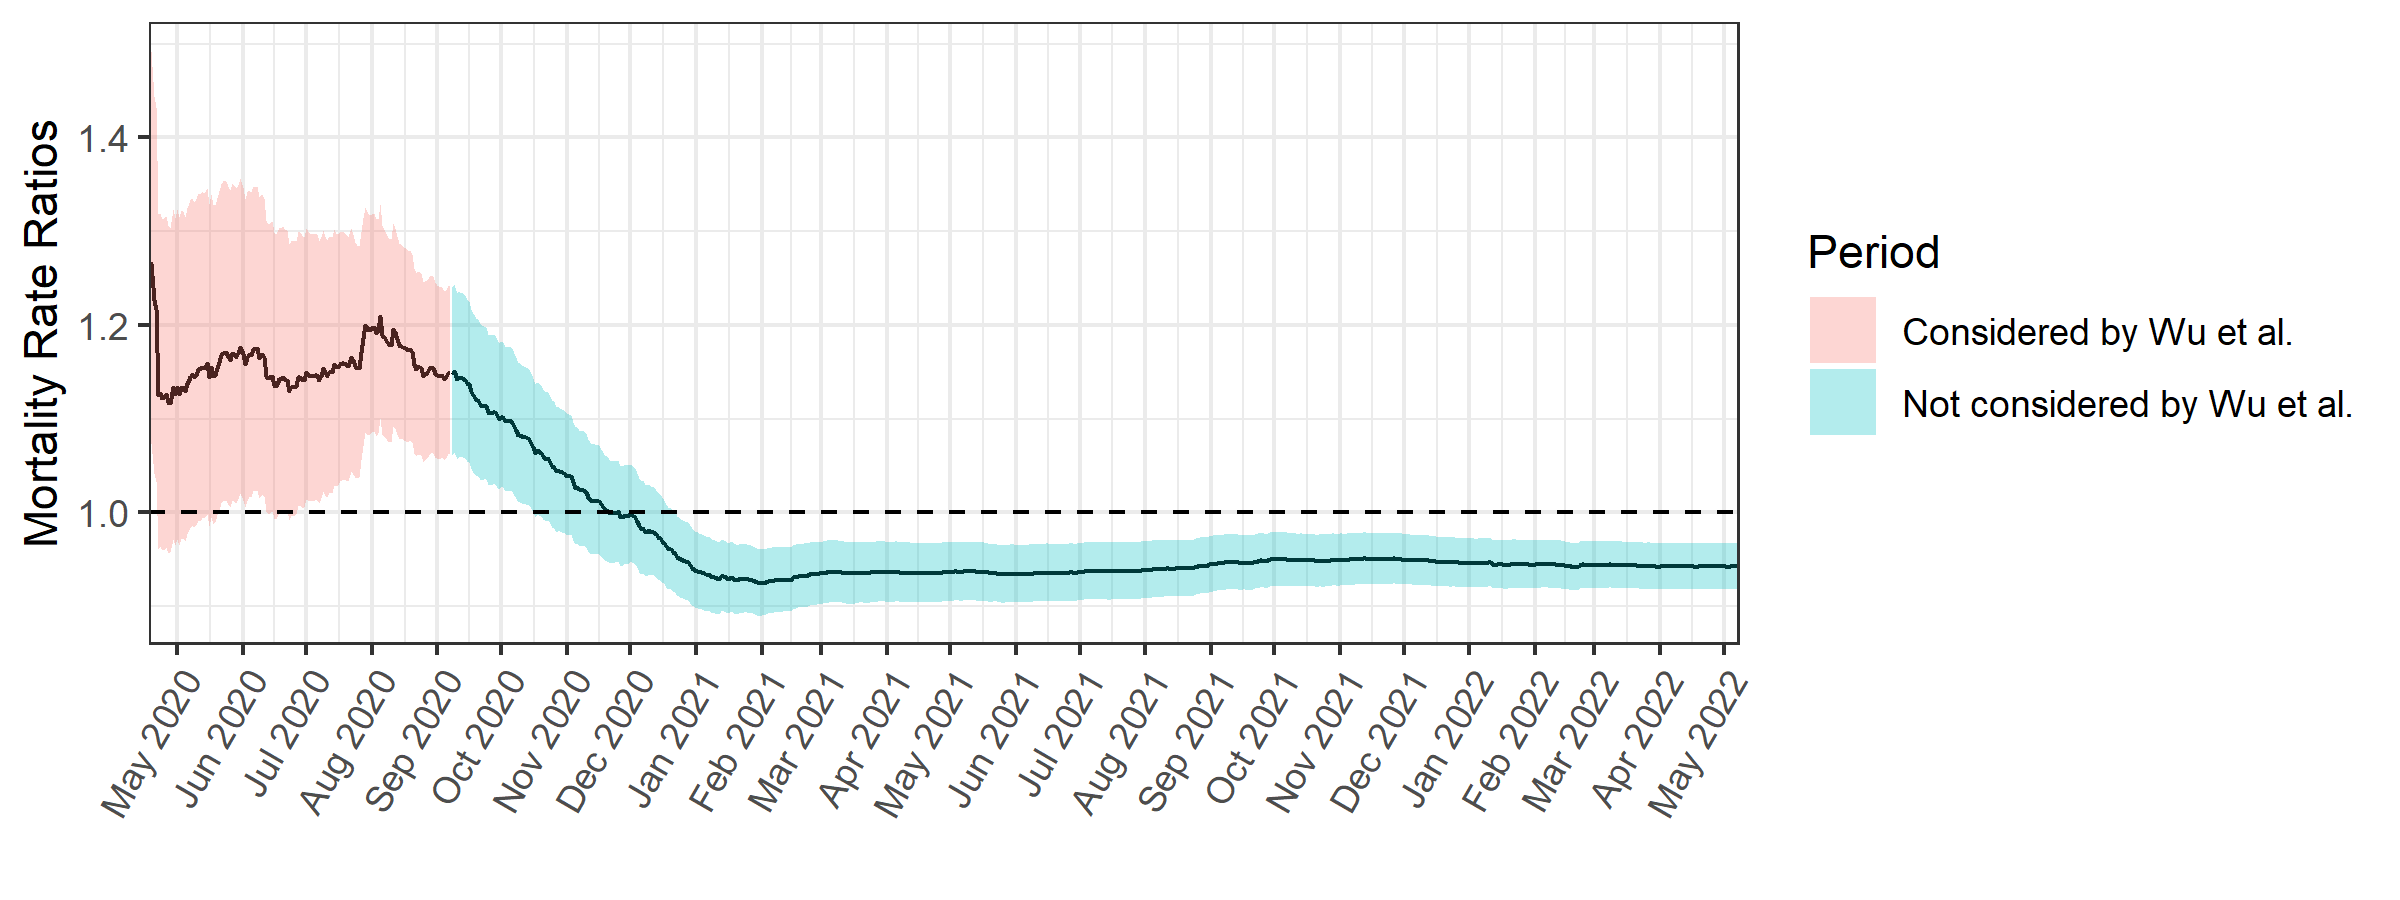 Mortality Rate Ratios
1.4
1.2
1.0
May 2020
Jun 2020
Jul 2020
Aug 2020
Sep 2020
Oct 2020
Nov 2020
Dec 2020
Jan 2021
Feb 2021
Mar 2021
Apr 2021
May 2021
Jun 2021
Jul 2021
Aug 2021
Sep 2021
Oct 2021
Nov 2021
Dec 2021
Jan 2022
Feb 2022
Mar 2022
Apr 2022
May 2022
Period
Considered by Wu et al.
Not considered by Wu et al.